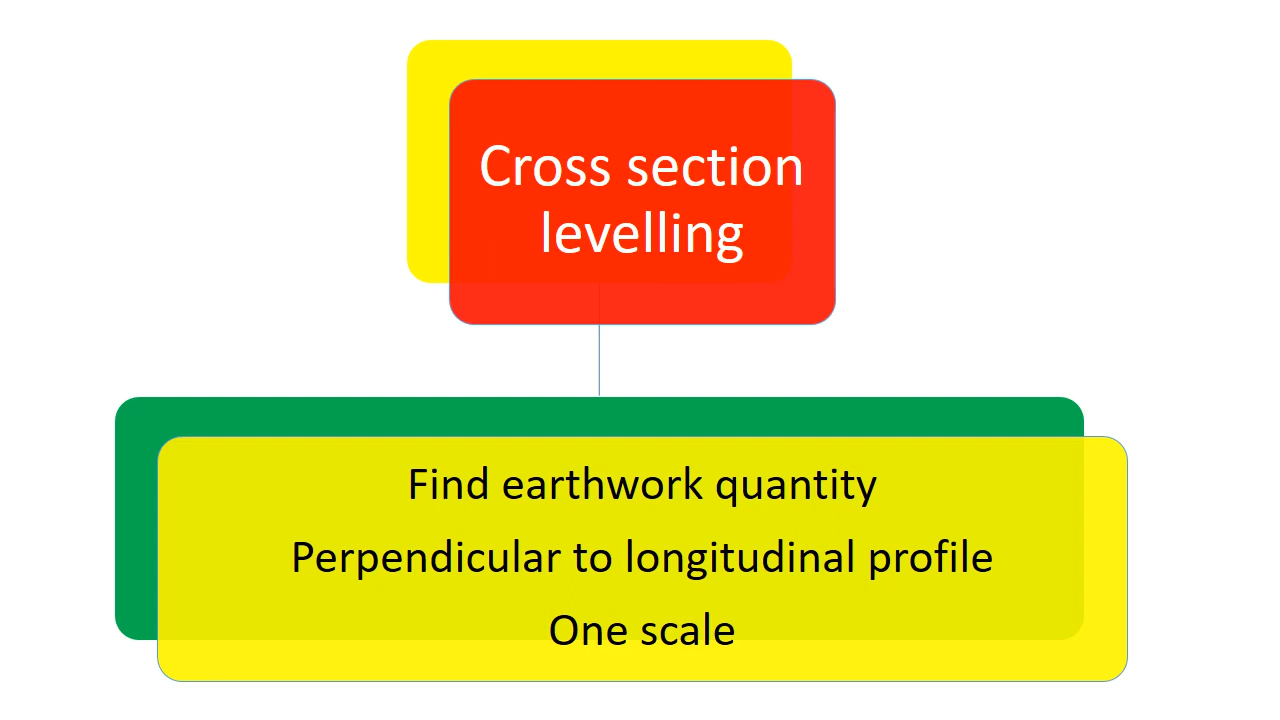 Cross section
levelling
Find earthwork quantity
Perpendicular to longitudinal profile
One scale